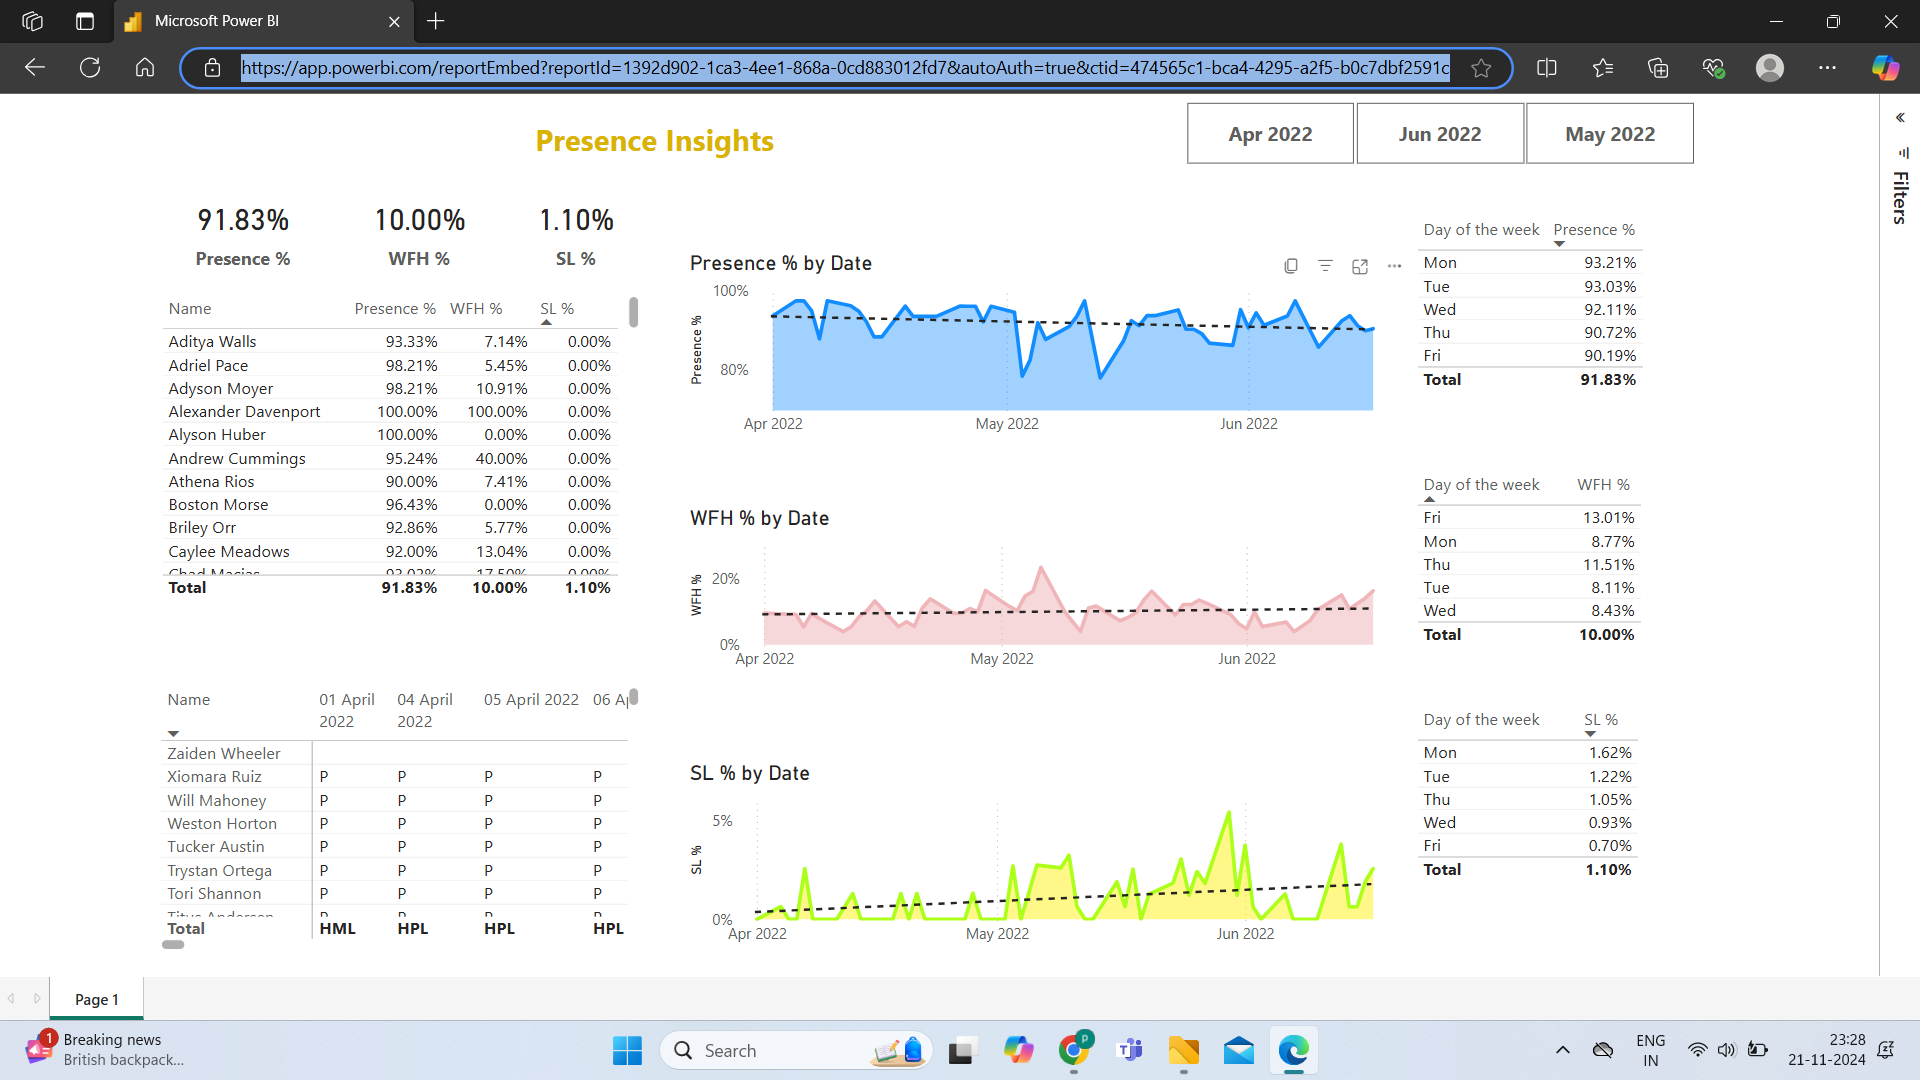 Microsoft Power BI
https://app.powerbi.com/reportEmbed?reportId=1392d902-1ca3-4ee1-868a-0cd883012fd7&autoAuth=true&ctid=474565c1-bca4-4295-a2f5-b0c7dbf2591c
Presence Insights
Apr 2022 Jun 2022 May 2022
Filters
91.83% 10.00% 1.10%
Presence % WFH % SL %
Name Presence % WFH % SL %
Aditya Walls 93.33% 7.14% 0.00%
Adriel Pace 98.21% 5.45% 0.00%
Adyson Moyer 98.21% 10.91% 0.00%
Alexander Davenport 100.00% 100.00% 0.00%
Alyson Huber 100.00% 0.00% 0.00%
Andrew Cummings 95.24% 40.00% 0.00%
Athena Rios 90.00% 7.41% 0.00%
Boston Morse 96.43% 0.00% 0.00%
Briley Orr 92.86% 5.77% 0.00%
Caylee Meadows 92.00% 13.04% 0.00%
Total 91.83% 10.00% 1.10%
Name 01 April 2022 04 April 2022 05 April 2022 06 Ap
Zaiden Wheeler
Xiomara Ruiz P P P P
Will Mahoney P P P P
Weston Horton P P P P
Tucker Austin P P P P
Trystan Ortega P P P P
Tori Shannon P P P P
Total HML HPL HPL HPL
Presence % by Date
Presence %
100%
80%
Apr 2022 May 2022 Jun 2022
WFH % by Date
WFH %
20%
0%
Apr 2022 May 2022 Jun 2022
SL % by Date
SL %
5%
0%
Apr 2022 May 2022 Jun 2022
Day of the week Presence %
Mon 93.21%
Tue 93.03%
Wed 92.11%
Thu 90.72%
Fri 90.19%
Total 91.83%
Day of the week WFH %
Fri 13.01%
Mon 8.77%
Thu 11.51%
Tue 8.11%
Wed 8.43%
Total 10.00%
Day of the week SL %
Mon 1.62%
Tue 1.22%
Thu 1.05%
Wed 0.93%
Fri 0.70%
Total 1.10%
Page 1
1
Breaking news
British backpack...
Search
P
ENG
IN
23:28
21-11-2024